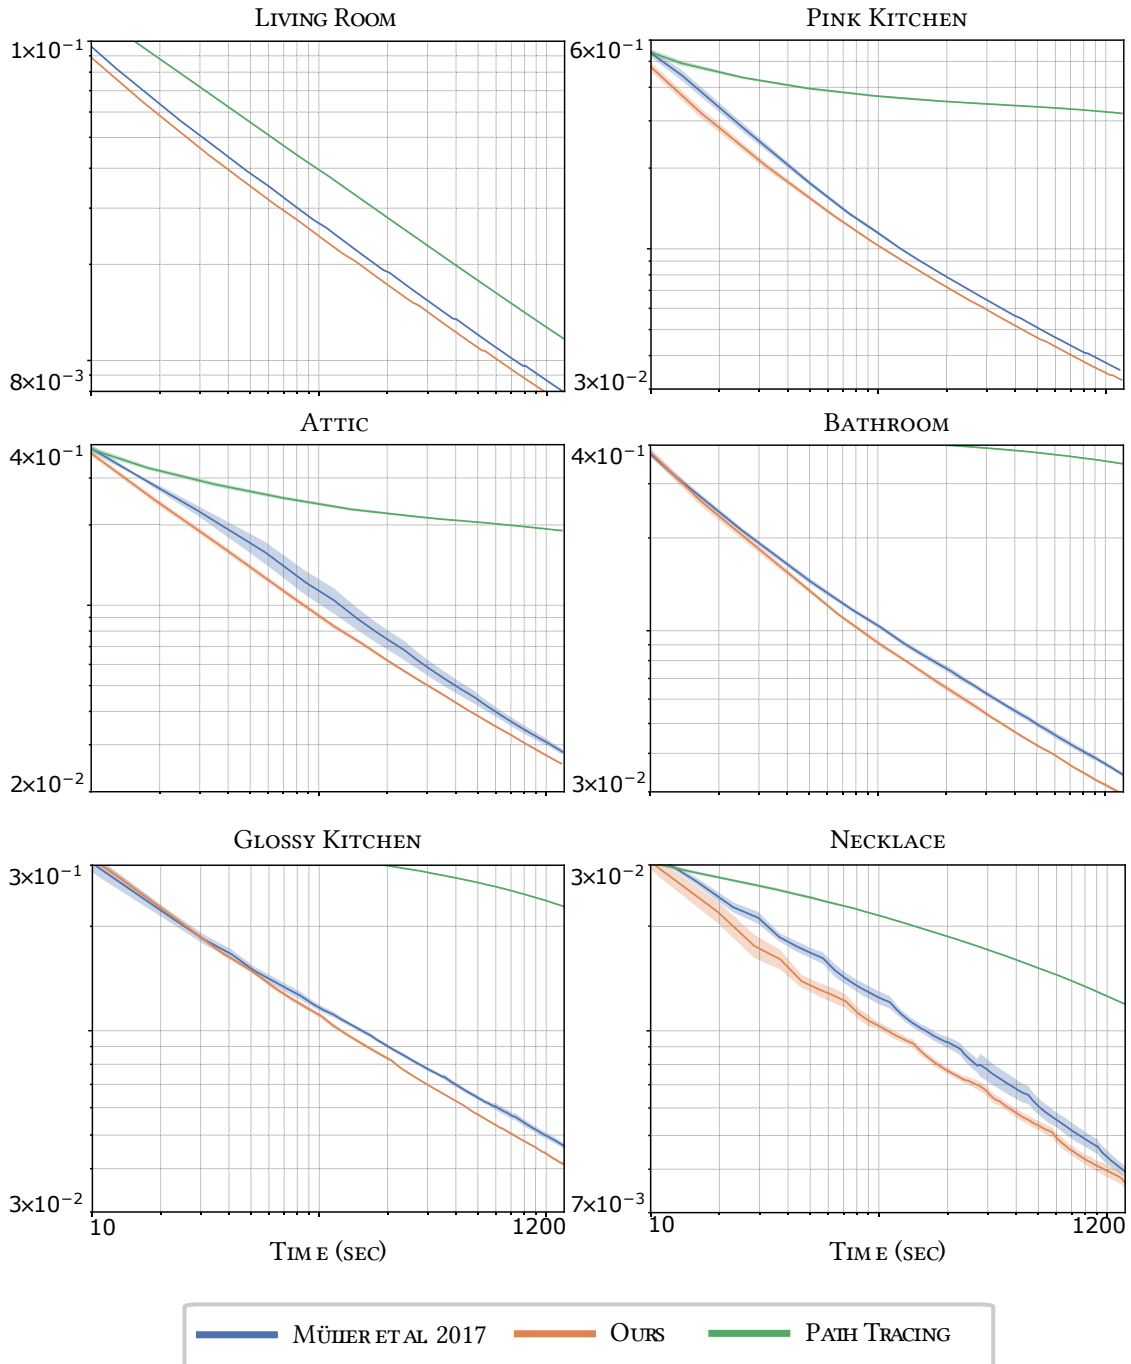 LIVING ROOM PINK KITCHEN
1×10⁻¹ 6×10⁻¹
8×10⁻³ 3×10⁻²
ATTIC BATHROOM
4×10⁻¹ 4×10⁻¹
2×10⁻² 3×10⁻²
GLOSSY KITCHEN NECKLACE
3×10⁻¹ 3×10⁻²
3×10⁻² 7×10⁻³
10 1200 10 1200
TIME (SEC) TIME (SEC)
MÜLLER ET AL 2017 OURS PATH TRACING